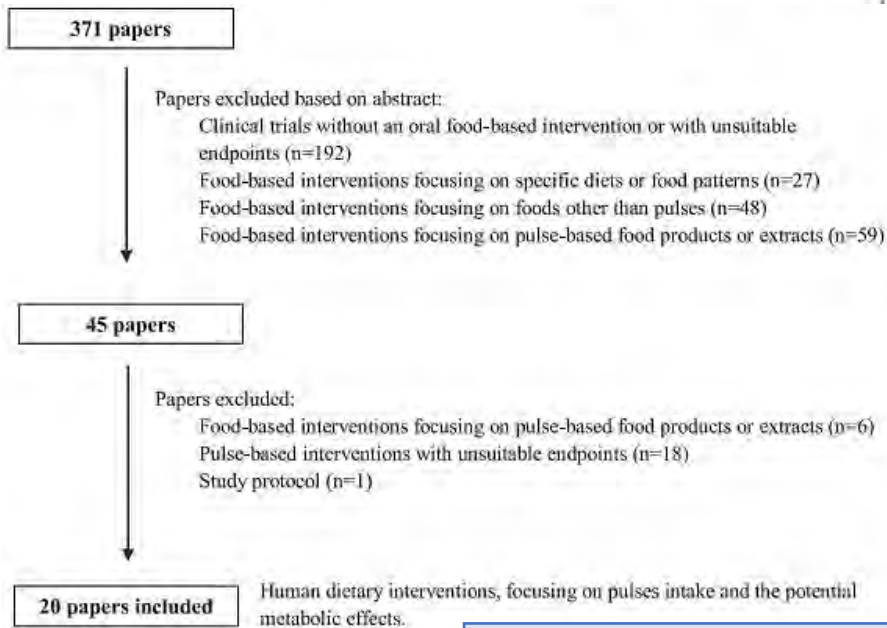 371 papers
Papers excluded based on abstract:
Clinical trials without an oral food-based intervention or with unsuitable
endpoints (n=192)
Food-based interventions focusing on specific diets or food patterns (n=27)
Food-based interventions focusing on foods other than pulses (n=48)
Food-based interventions focusing on pulse-based food products or extracts (n=59)
45 papers
Papers excluded:
Food-based interventions focusing on pulse-based food products or extracts (n=6)
Pulse-based interventions with unsuitable endpoints (n=18)
Study protocol (n=1)
20 papers included
Human dietary interventions, focusing on pulses intake and the potential
metabolic effects.